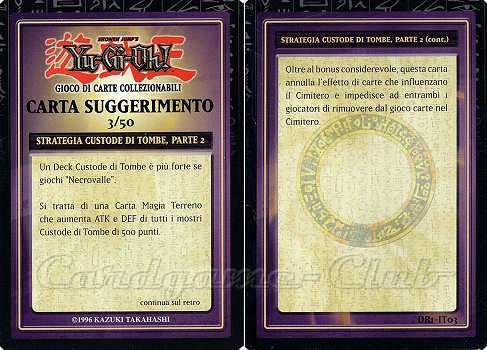 SHONEN JUMP'S
Yu-Gi-Oh!
GIOCO DI CARTE COLLEZIONABILI
CARTA SUGGERIMENTO
3/50
STRATEGIA CUSTODE DI TOMBE, PARTE 2
Un Deck Custode di Tombe è più forte se
giochi "Necrovalle".
Si tratta di una Carta Magia Terreno
che aumenta ATK e DEF di tutti i mostri
Custode di Tombe di 500 punti.
continua sul retro
©1996 KAZUKI TAKAHASHI
STRATEGIA CUSTODE DI TOMBE, PARTE 2 (cont.)
Oltre al bonus considerevole, questa carta
annulla l'effetto di carte che influenzano
il Cimitero e impedisce ad entrambi i
giocatori di rimuovere dal gioco carte nel
Cimitero.
DR1-IT03
Cardgame-Club